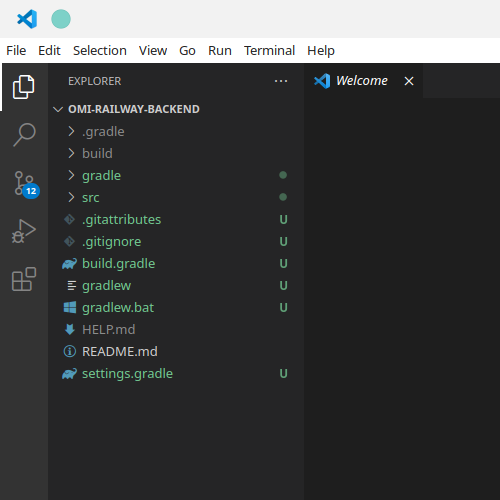 File Edit Selection View Go Run Terminal Help
EXPLORER ··· Welcome
OMI-RAILWAY-BACKEND
.gradle
build
gradle
src
12
.gitattributes U
.gitignore U
build.gradle U
gradlew U
gradlew.bat U
HELP.md
README.md
settings.gradle U